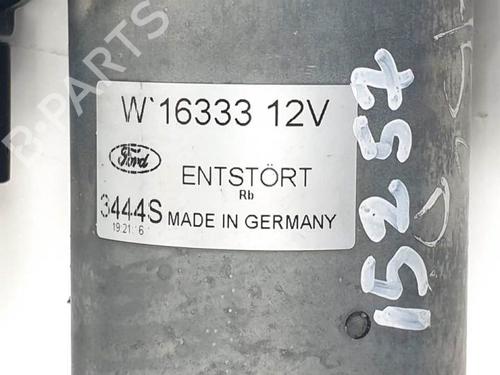 W`16333 12V
Ford
ENTSTÖRT
Rb
3444S MADE IN GERMANY
15257
B-PARTS